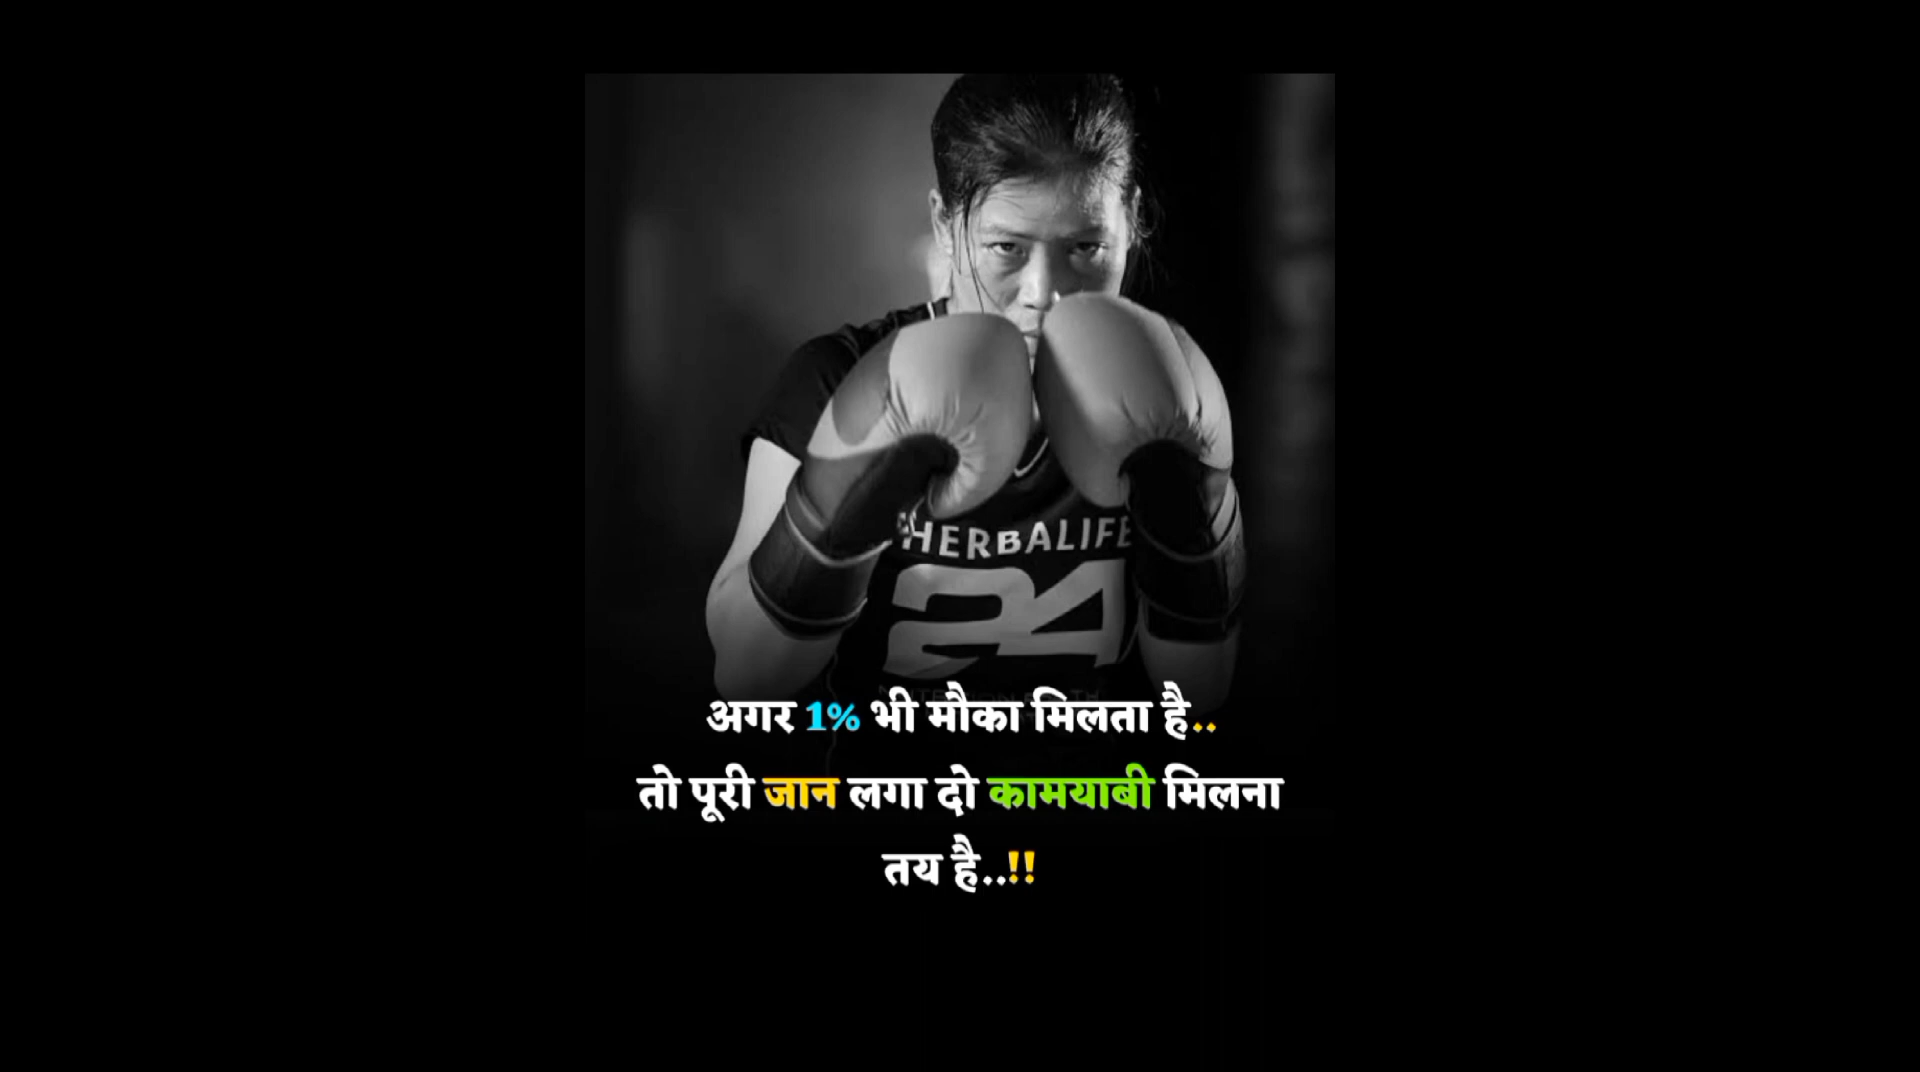 HERBALIFE
24
अगर 1% भी मौका मिलता है..
तो पूरी जान लगा दो कामयाबी मिलना
तय है..!!